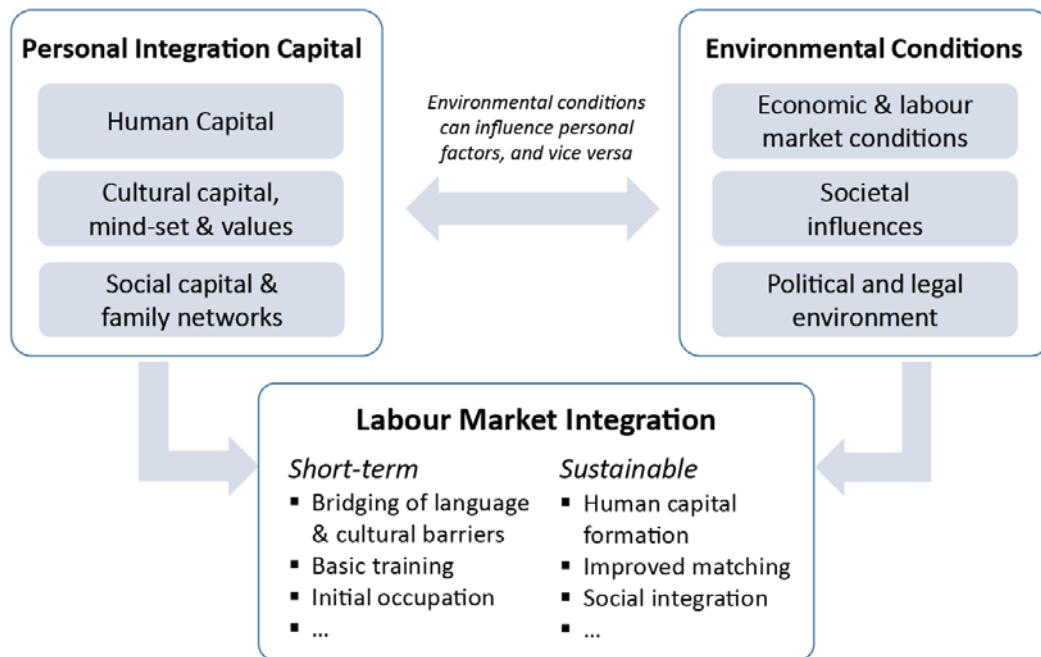 Personal Integration Capital
Human Capital
Cultural capital,
mind-set & values
Social capital &
family networks
Environmental conditions
can influence personal
factors, and vice versa
Environmental Conditions
Economic & labour
market conditions
Societal
influences
Political and legal
environment
Labour Market Integration
Short-term
▪ Bridging of language
& cultural barriers
▪ Basic training
▪ Initial occupation
▪ ...
Sustainable
▪ Human capital
formation
▪ Improved matching
▪ Social integration
▪ ...